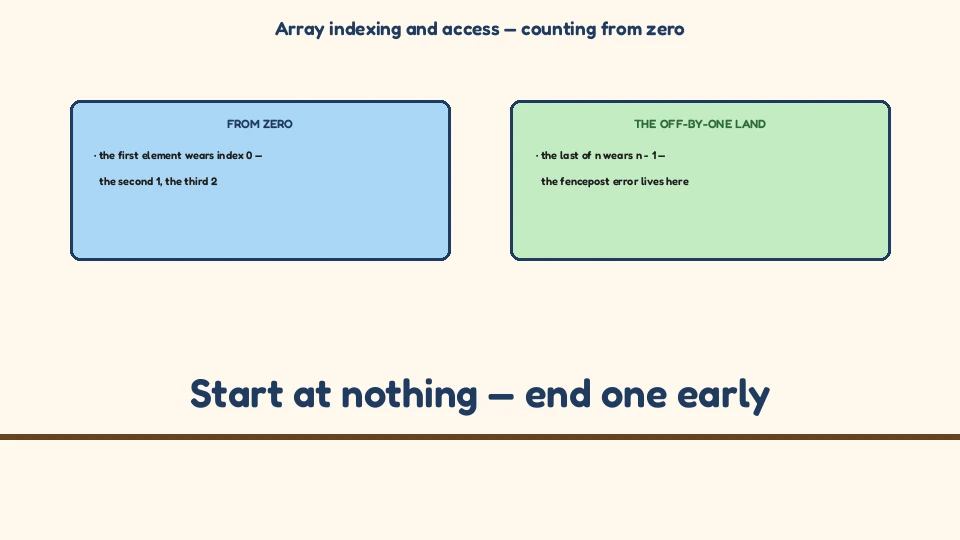 Array indexing and access — counting from zero
FROM ZERO
· the first element wears index 0 —
the second 1, the third 2
THE OFF-BY-ONE LAND
· the last of n wears n - 1 —
the fencepost error lives here
Start at nothing — end one early